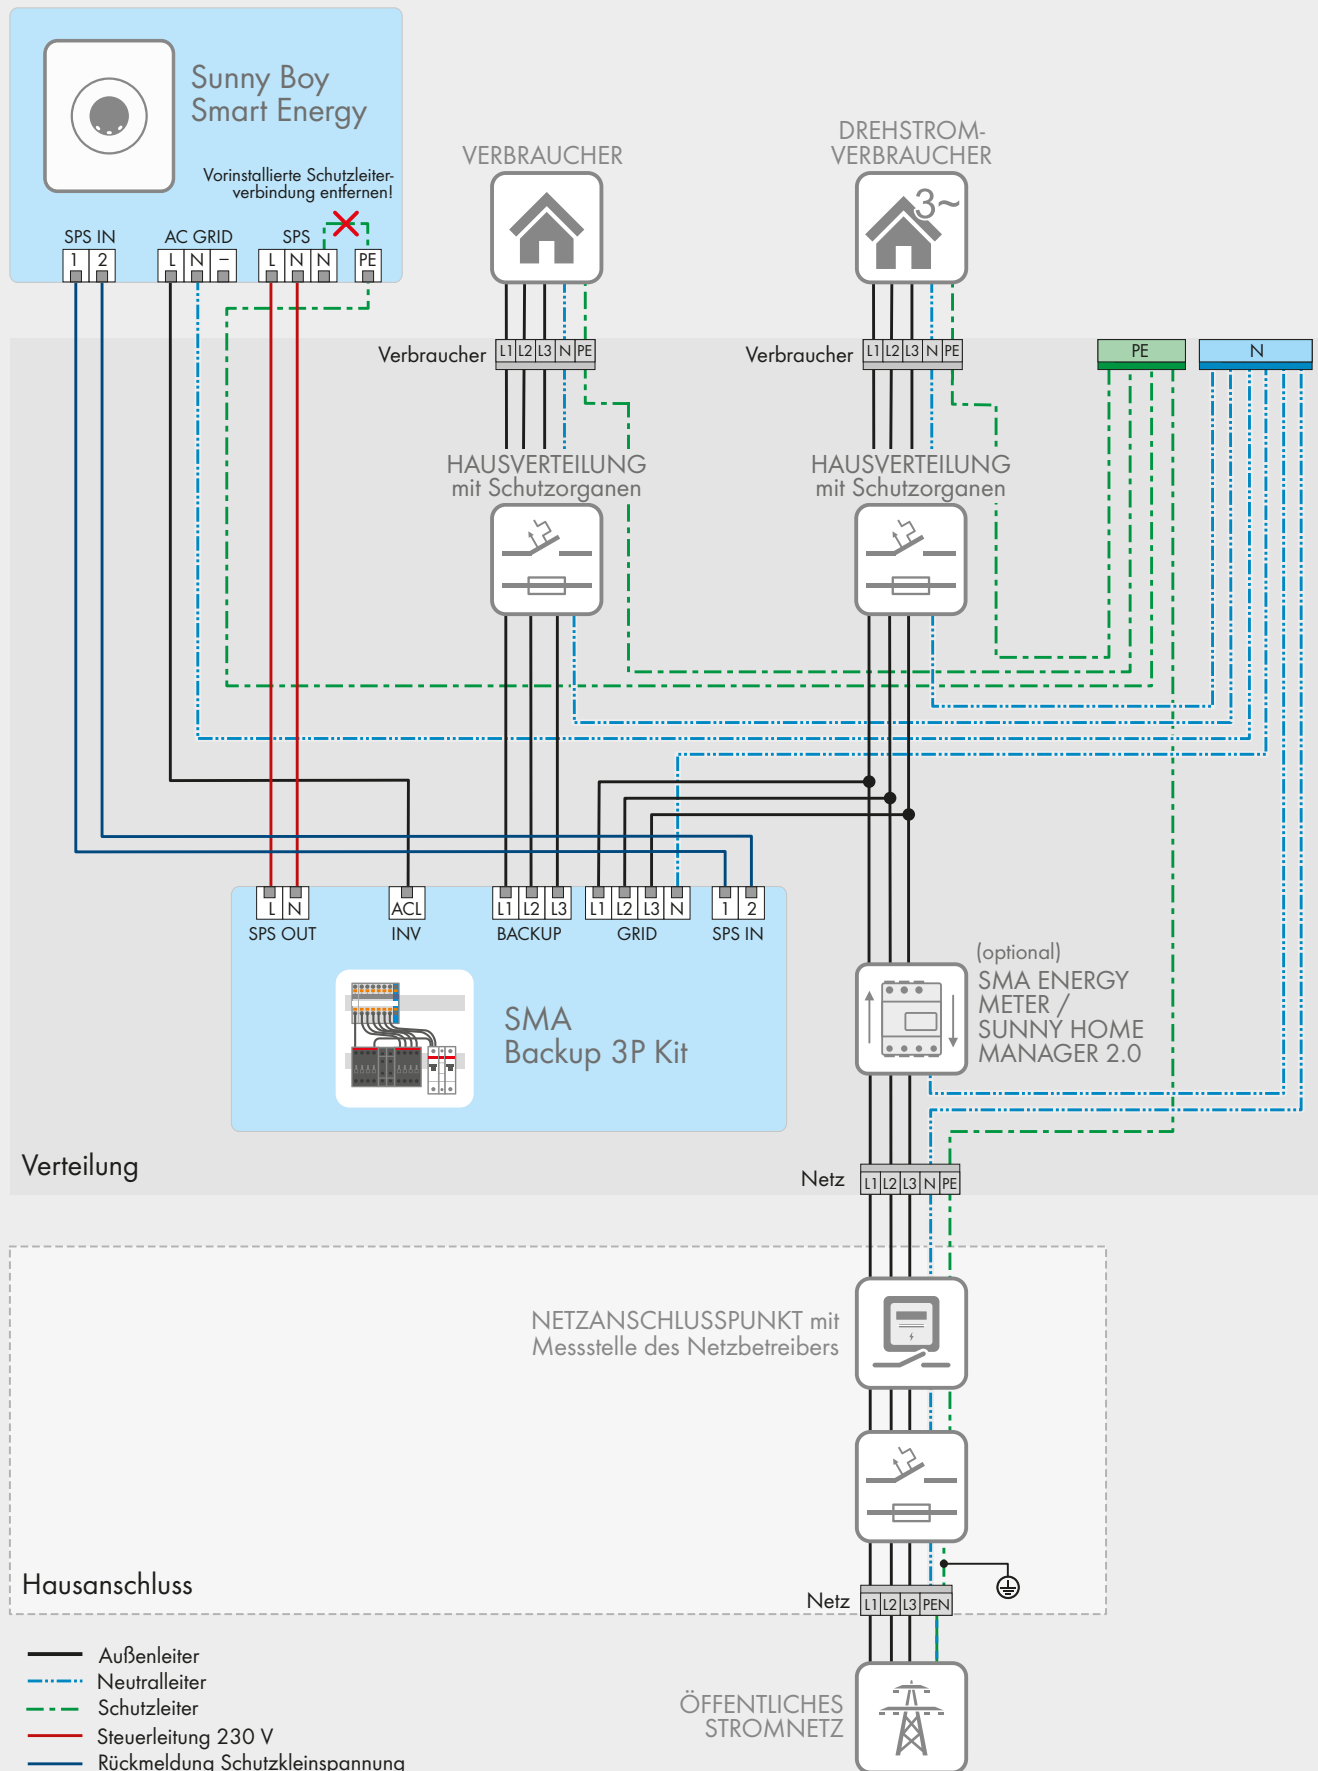 Sunny Boy
Smart Energy
Vorinstallierte Schutzleiter-
verbindung entfernen!
SPS IN
AC GRID
SPS
1 2
L N –
L N N
PE
VERBRAUCHER
DREHSTROM-
VERBRAUCHER
3~
Verbraucher
L1 L2 L3 N PE
Verbraucher
L1 L2 L3 N PE
PE
N
HAUSVERTEILUNG
mit Schutzorganen
HAUSVERTEILUNG
mit Schutzorganen
L N
ACL
L1 L2 L3
L1 L2 L3 N
1 2
SPS OUT
INV
BACKUP
GRID
SPS IN
SMA
Backup 3P Kit
(optional)
SMA ENERGY
METER /
SUNNY HOME
MANAGER 2.0
Verteilung
Netz
L1 L2 L3 N PE
NETZANSCHLUSSPUNKT mit
Messstelle des Netzbetreibers
Hausanschluss
Netz
L1 L2 L3 PEN
ÖFFENTLICHES
STROMNETZ
Außenleiter
Neutralleiter
Schutzleiter
Steuerleitung 230 V
Rückmeldung Schutzkleinspannung